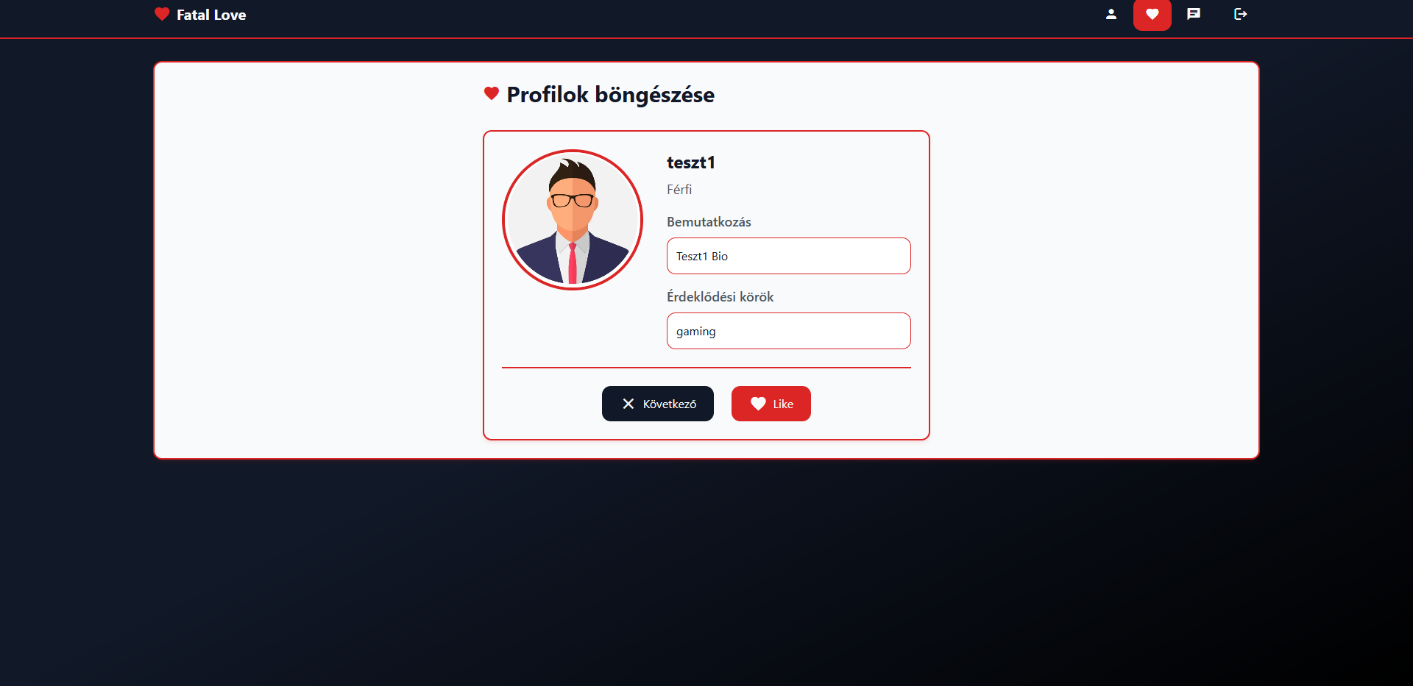 Fatal Love
Profilok böngészése
teszt1
Férfi
Bemutatkozás
Teszt1 Bio
Érdeklődési körök
gaming
Következő
Like